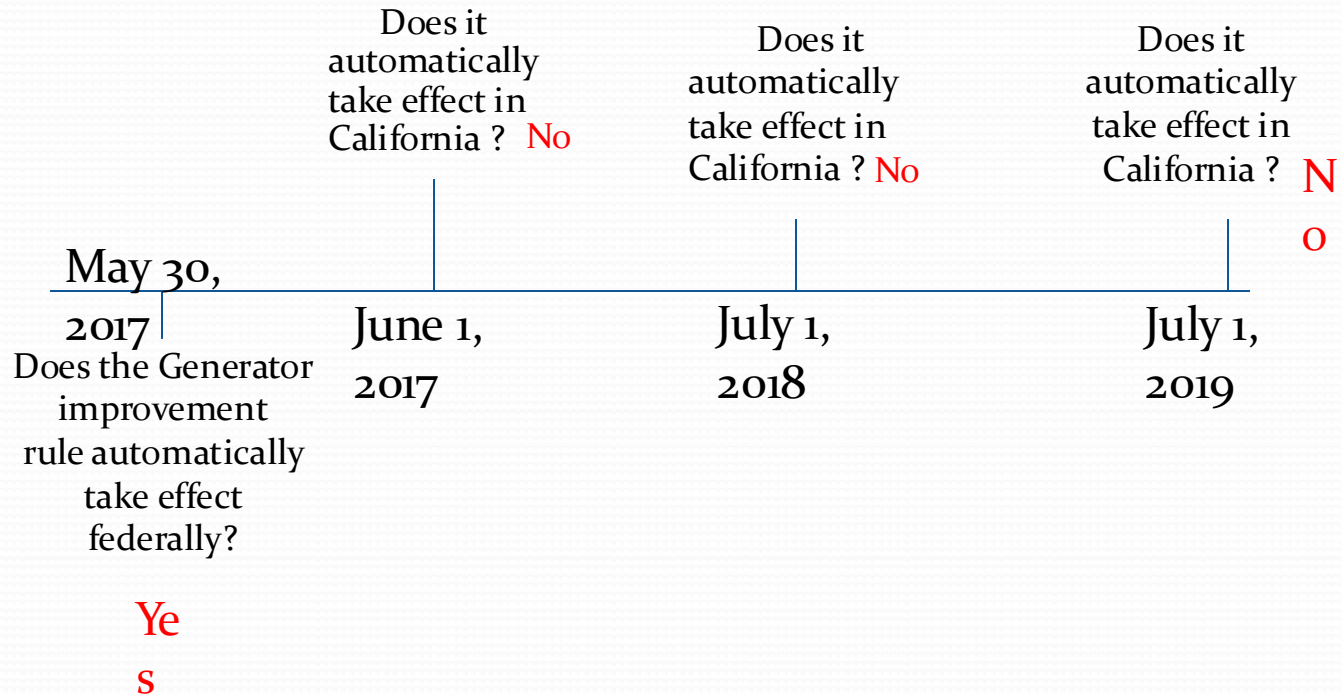 Does it
automatically
take effect in
California ? No
Does it
automatically
take effect in
California ? No
Does it
automatically
take effect in
California ? N
o
May 30,
2017
Does the Generator
improvement
rule automatically
take effect
federally?
Ye
s
June 1,
2017
July 1,
2018
July 1,
2019